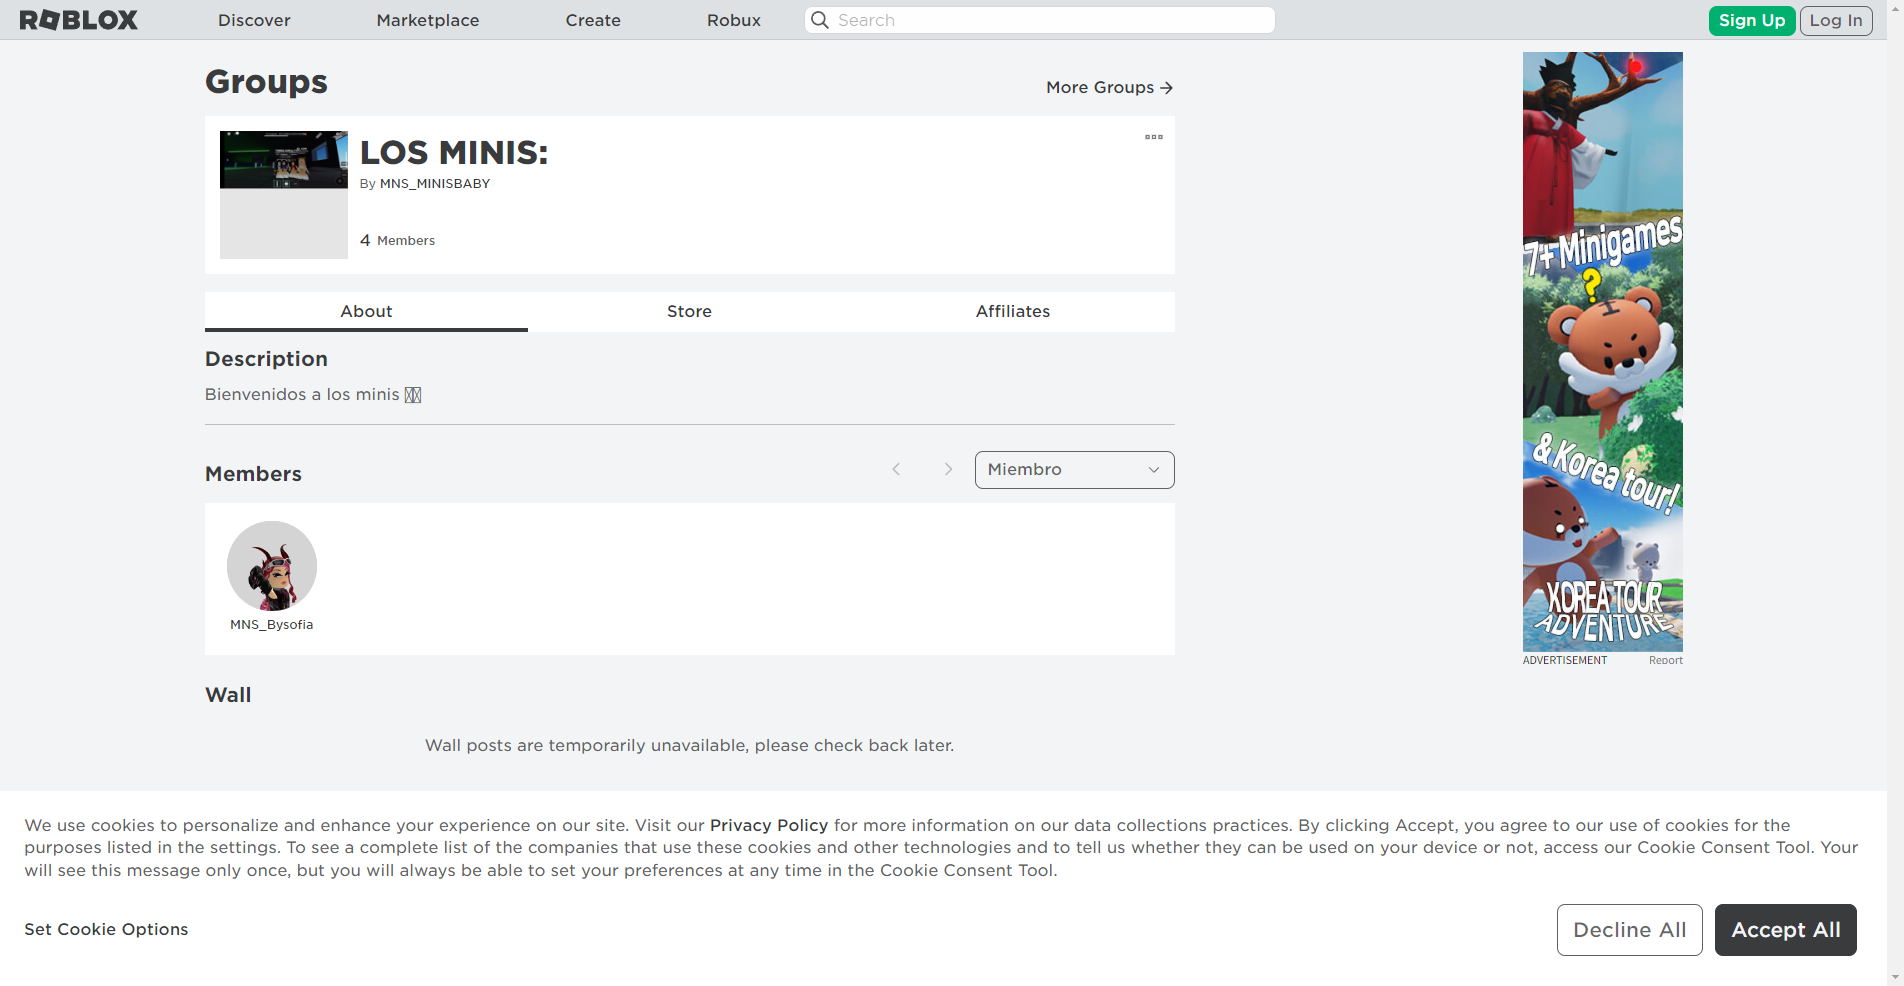 ROBLOX
Discover
Marketplace
Create
Robux
Search
Sign Up
Log In
Groups
More Groups
LOS MINIS:
By MNS_MINISBABY
4 Members
About
Store
Affiliates
Description
Bienvenidos a los minis
Members
Miembro
MNS_Bysofia
Wall
Wall posts are temporarily unavailable, please check back later.
7+ Minigames
& Korea tour!
KOREA TOUR
ADVENTURE
ADVERTISEMENT
Report
We use cookies to personalize and enhance your experience on our site. Visit our Privacy Policy for more information on our data collections practices. By clicking Accept, you agree to our use of cookies for the
purposes listed in the settings. To see a complete list of the companies that use these cookies and other technologies and to tell us whether they can be used on your device or not, access our Cookie Consent Tool. Your
will see this message only once, but you will always be able to set your preferences at any time in the Cookie Consent Tool.
Set Cookie Options
Decline All
Accept All